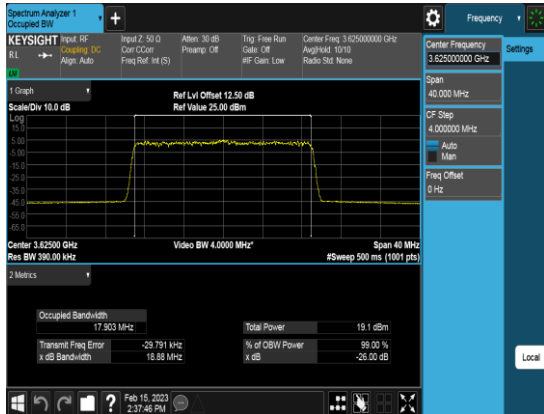 Spectrum Analyzer 1
Occupied BW
+
Frequency
KEYSIGHT Input: RF
RL
Coupling: DC
Align: Auto
Input Z: 50 Ω
Corr CCorr
Freq Ref: Int (S)
Atten: 30 dB
Preamp: Off
Trig: Free Run
Gate: Off
#IF Gain: Low
Center Freq: 3.625000000 GHz
Avg|Hold: 10/10
Radio Std: None
LXI
Center Frequency
3.625000000 GHz
Settings
Span
40.000 MHz
CF Step
4.000000 MHz
Auto
Man
Freq Offset
0 Hz
Local
1 Graph
Scale/Div 10.0 dB
Ref Lvl Offset 12.50 dB
Ref Value 25.00 dBm
Log
15.0
5.00
-5.00
-15.0
-25.0
-35.0
-45.0
-55.0
-65.0
Center 3.62500 GHz
Res BW 390.00 kHz
Video BW 4.0000 MHz*
Span 40 MHz
#Sweep 500 ms (1001 pts)
2 Metrics
Occupied Bandwidth
17.903 MHz
Total Power 19.1 dBm
Transmit Freq Error -29.791 kHz
% of OBW Power 99.00 %
x dB Bandwidth 18.88 MHz
x dB -26.00 dB
?
Feb 15, 2023
2:37:46 PM